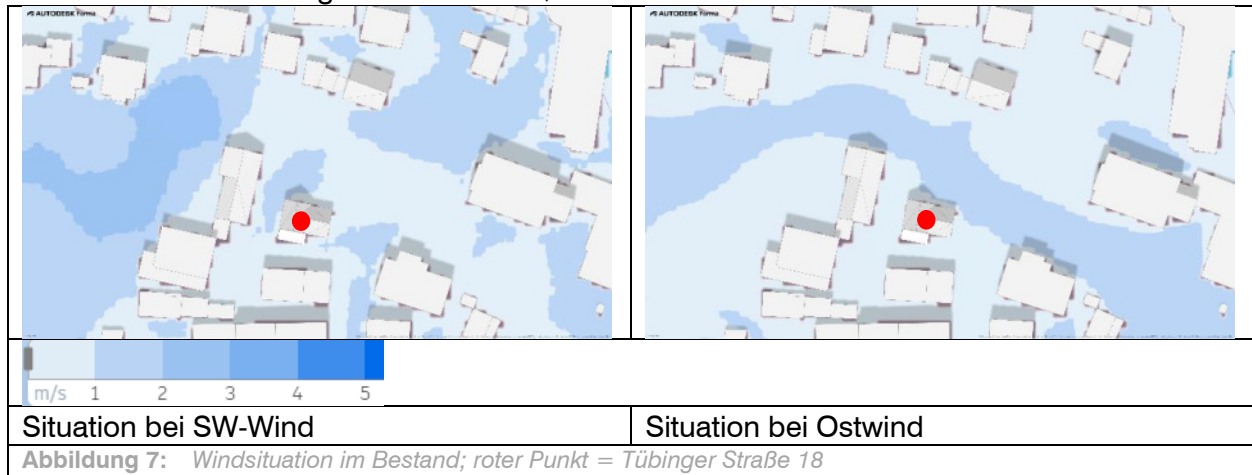 AUTODESK Forma
AUTODESK Forma
m/s 1 2 3 4 5
Situation bei SW-Wind
Situation bei Ostwind
Abbildung 7: Windsituation im Bestand; roter Punkt = Tübinger Straße 18